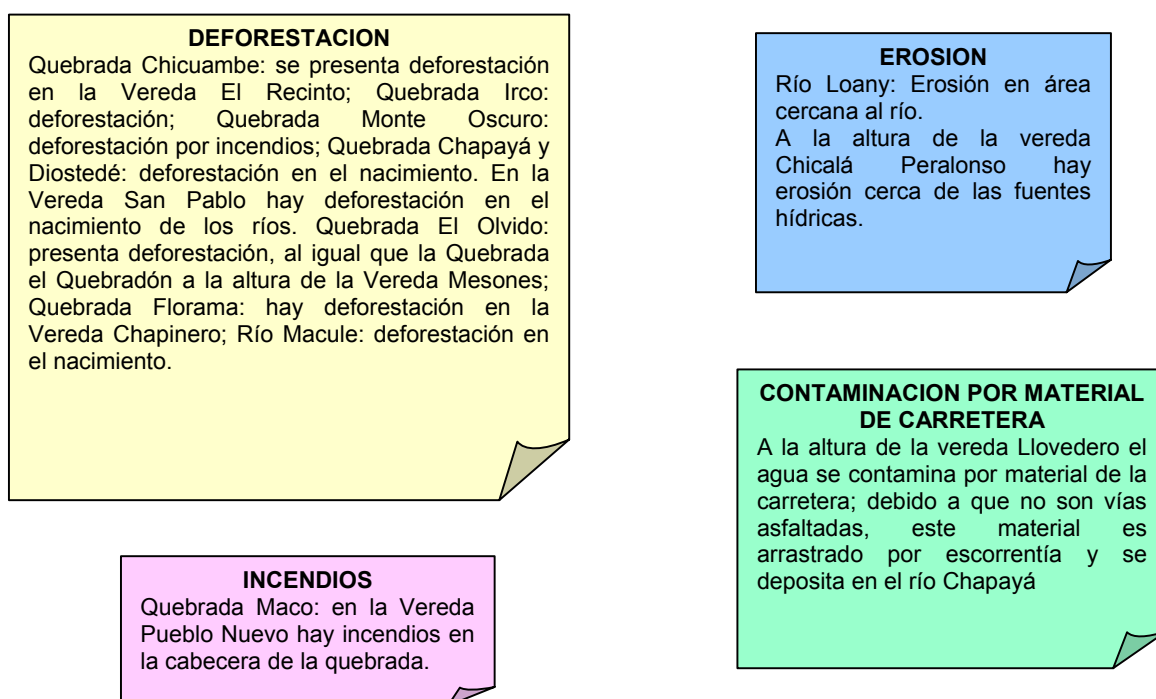 DEFORESTACION
Quebrada Chicuambe: se presenta deforestación
en la Vereda El Recinto; Quebrada Irco:
deforestación; Quebrada Monte Oscuro:
deforestación por incendios; Quebrada Chapayá y
Diostedé: deforestación en el nacimiento. En la
Vereda San Pablo hay deforestación en el
nacimiento de los ríos. Quebrada El Olvido:
presenta deforestación, al igual que la Quebrada
el Quebradón a la altura de la Vereda Mesones;
Quebrada Florama: hay deforestación en la
Vereda Chapinero; Río Macule: deforestación en
el nacimiento.
EROSION
Río Loany: Erosión en área
cercana al río.
A la altura de la vereda
Chicalá Peralonso hay
erosión cerca de las fuentes
hídricas.
CONTAMINACION POR MATERIAL
DE CARRETERA
A la altura de la vereda Llovedero el
agua se contamina por material de la
carretera; debido a que no son vías
asfaltadas, este material es
arrastrado por escorrentía y se
deposita en el río Chapayá
INCENDIOS
Quebrada Maco: en la Vereda
Pueblo Nuevo hay incendios en
la cabecera de la quebrada.